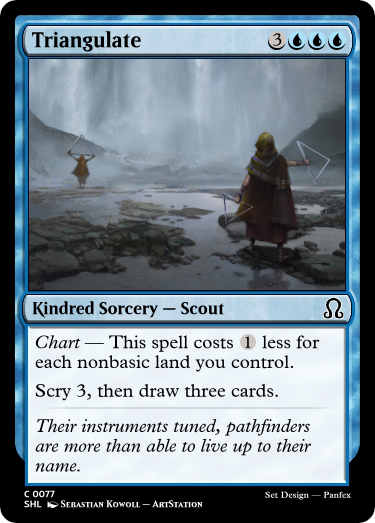 Triangulate 3
Kindred Sorcery — Scout
Chart — This spell costs 1 less for
each nonbasic land you control.
Scry 3, then draw three cards.
Their instruments tuned, pathfinders
are more than able to live up to their
name.
C 0077 Set Design — Panfex
SHL Sebastian Kowoll — ArtStation